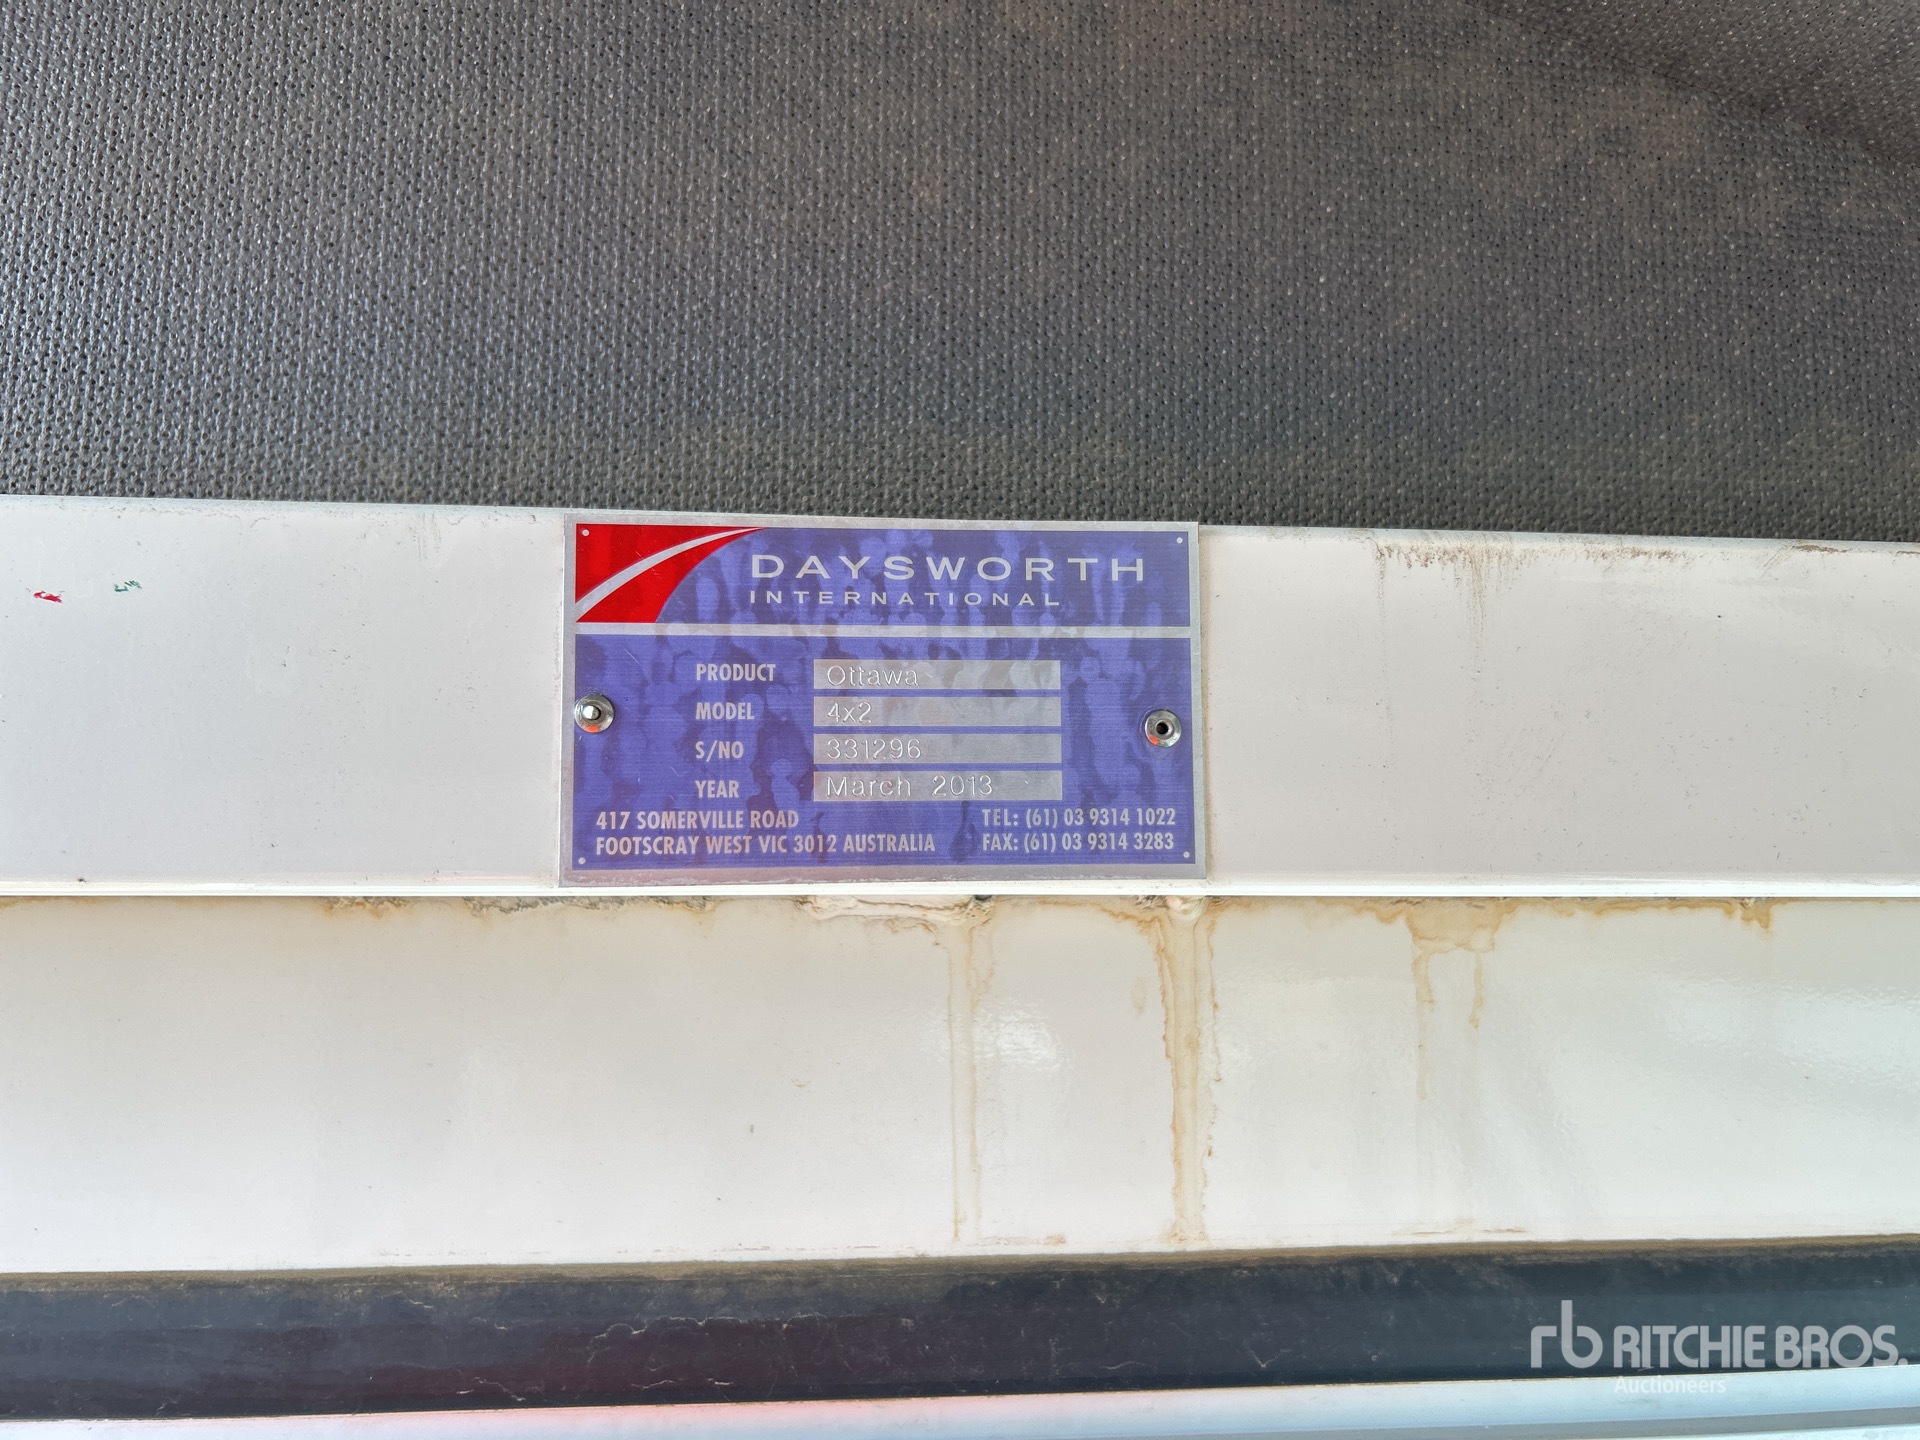 DAYSWORTH
INTERNATIONAL
PRODUCT Ottawa
MODEL 4x2
S/NO 331296
YEAR March 2013
417 SOMERVILLE ROAD TEL: (61) 03 9314 1022
FOOTSCRAY WEST VIC 3012 AUSTRALIA FAX: (61) 03 9314 3283
rb RITCHIE BROS.
Auctioneers